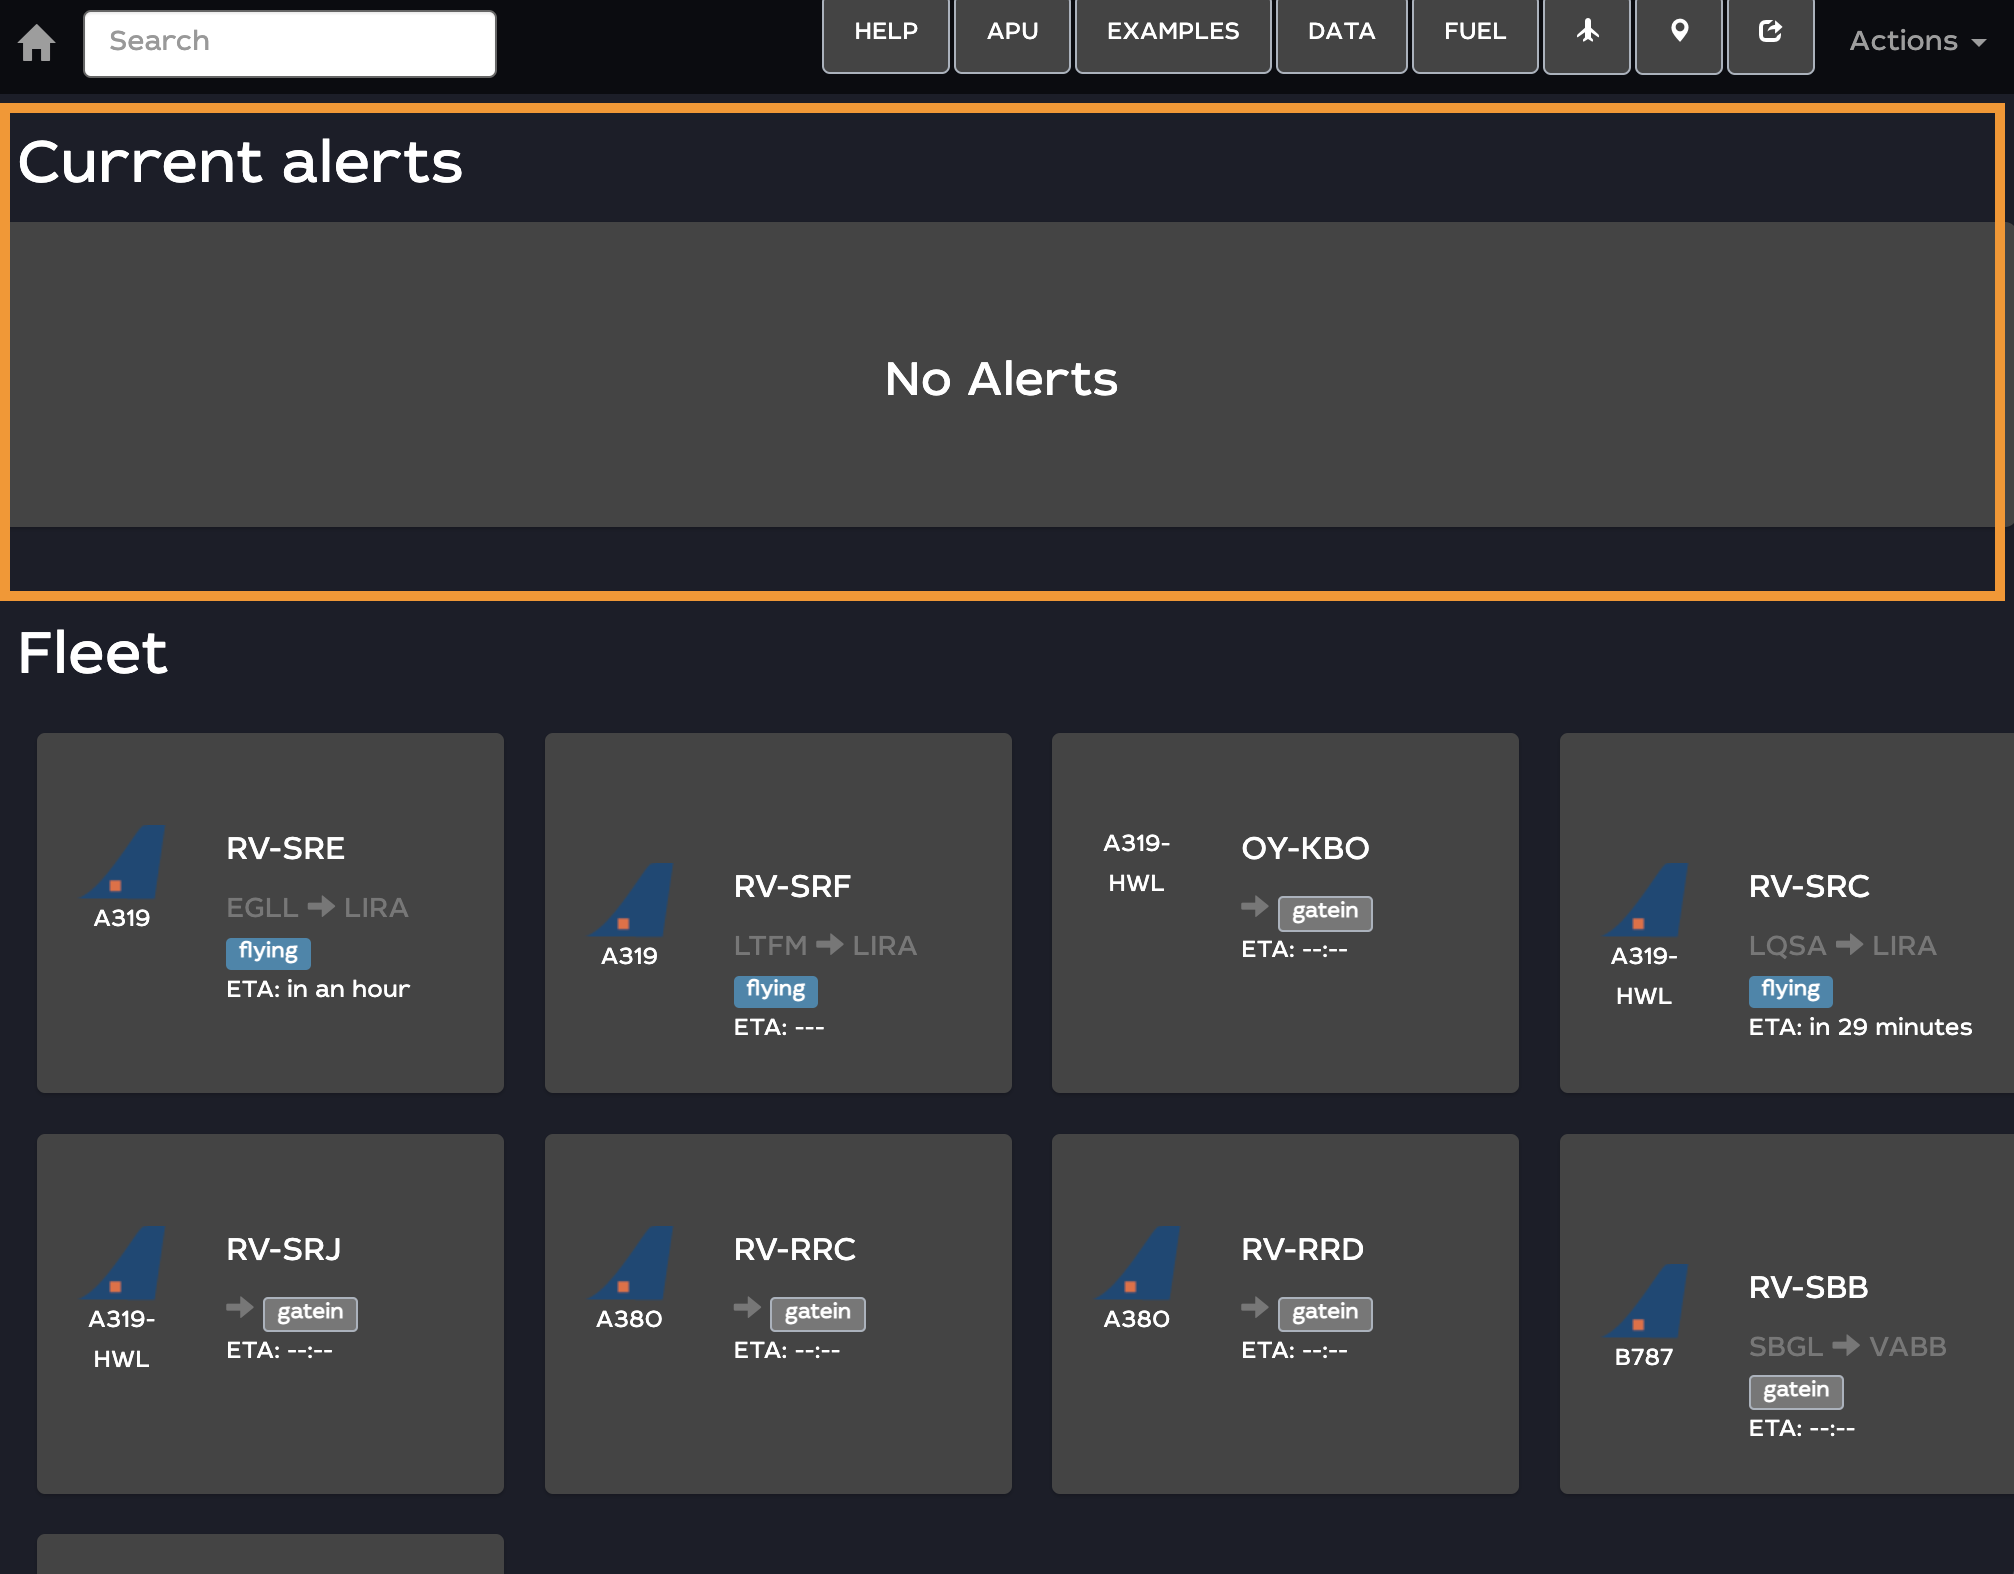 Search
HELP
APU
EXAMPLES
DATA
FUEL
Actions
Current alerts
No Alerts
Fleet
A319
RV-SRE
EGLL LIRA
flying
ETA: in an hour
A319
RV-SRF
LTFM LIRA
flying
ETA: ---
A319-
HWL
OY-KBO
gatein
ETA: --:--
A319-
HWL
RV-SRC
LQSA LIRA
flying
ETA: in 29 minutes
A319-
HWL
RV-SRJ
gatein
ETA: --:--
A380
RV-RRC
gatein
ETA: --:--
A380
RV-RRD
gatein
ETA: --:--
B787
RV-SBB
SBGL VABB
gatein
ETA: --:--